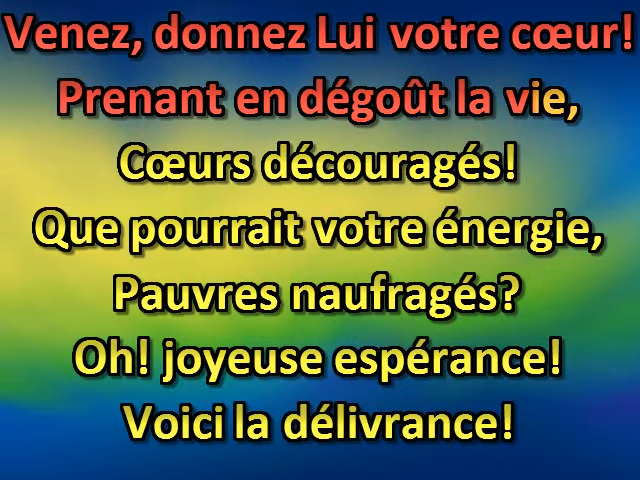 Venez, donnez Lui votre cœur!
Prenant en dégoût la vie,
Cœurs découragés!
Que pourrait votre énergie,
Pauvres naufragés?
Oh! joyeuse espérance!
Voici la délivrance!